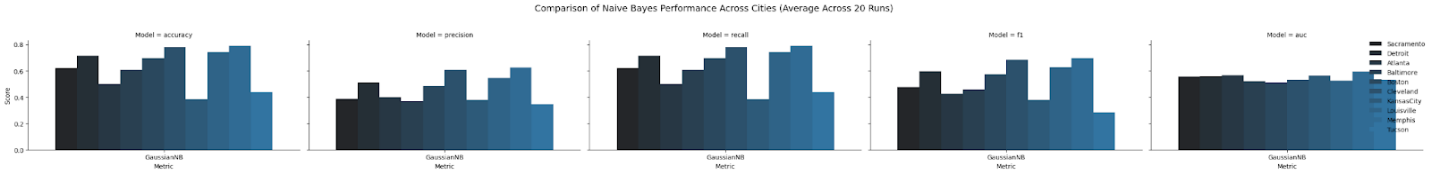 Comparison of Naive Bayes Performance Across Cities (Average Across 20 Runs)
Model = accuracy
Model = precision
Model = recall
Model = f1
Model = auc
Score
0.8
0.6
0.4
0.2
0.0
GaussianNB
GaussianNB
GaussianNB
GaussianNB
GaussianNB
Metric
Metric
Metric
Metric
Metric
Sacramento
Detroit
Atlanta
Baltimore
Boston
Cleveland
KansasCity
Louisville
Memphis
Tucson